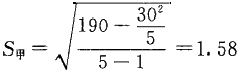 S甲 = √((190 − 30²/5)/(5 − 1)) = 1.58